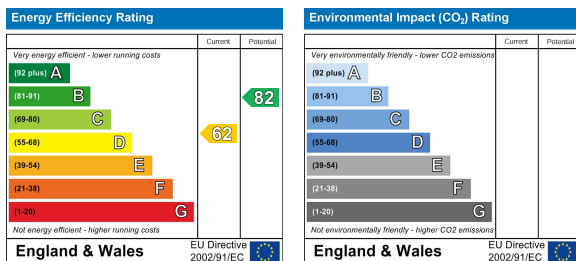 Energy Efficiency Rating
Current Potential
Very energy efficient - lower running costs
(92 plus) A
(81-91) B
(69-80) C
(55-68) D
(39-54) E
(21-38) F
(1-20) G
62
82
Not energy efficient - higher running costs
England & Wales
EU Directive
2002/91/EC
Environmental Impact (CO2) Rating
Current Potential
Very environmentally friendly - lower CO2 emissions
(92 plus) A
(81-91) B
(69-80) C
(55-68) D
(39-54) E
(21-38) F
(1-20) G
Not environmentally friendly - higher CO2 emissions
England & Wales
EU Directive
2002/91/EC